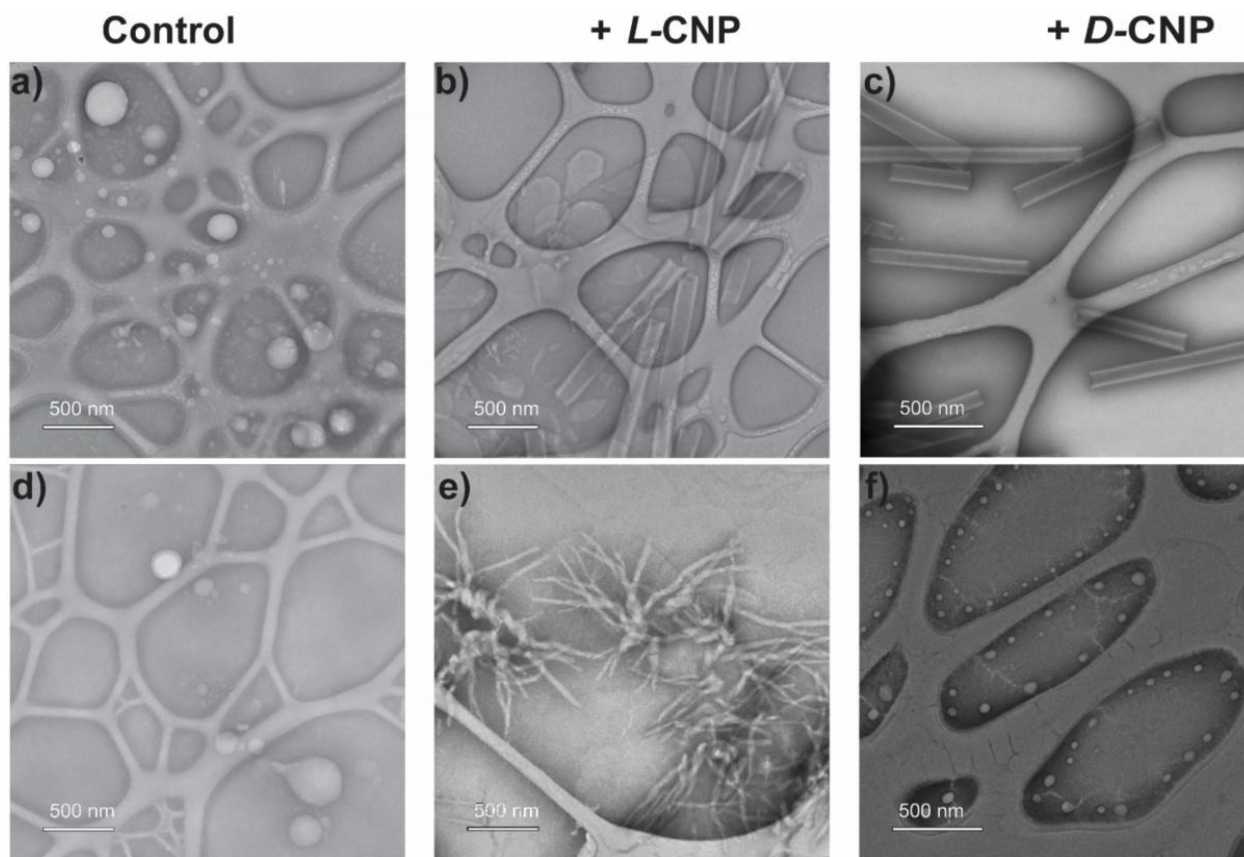 Control + L-CNP + D-CNP
a) b) c)
500 nm 500 nm 500 nm
d) e) f)
500 nm 500 nm 500 nm